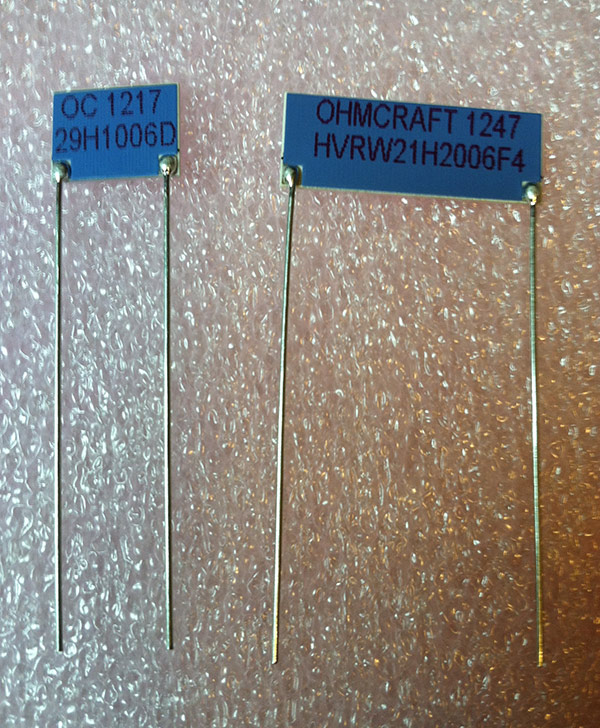 OC 1217
29H1006D
OHMCRAFT 1247
HVRW21H2006F4